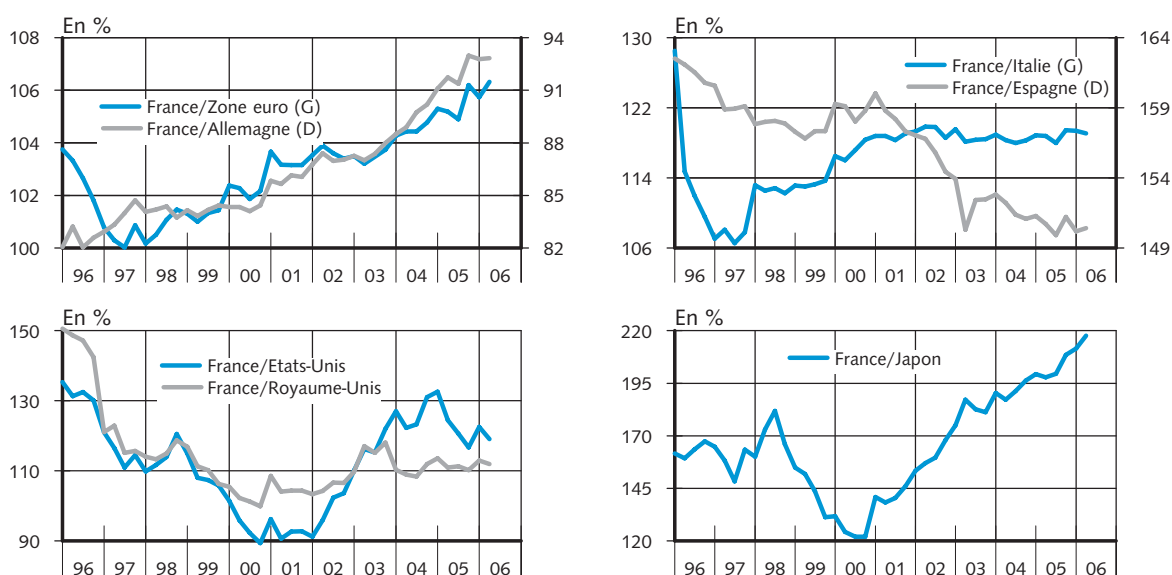 En %
108
106
104
102
100
94
91
88
85
82
France/Zone euro (G)
France/Allemagne (D)
96 97 98 99 00 01 02 03 04 05 06
En %
130
122
114
106
164
159
154
149
France/Italie (G)
France/Espagne (D)
96 97 98 99 00 01 02 03 04 05 06
En %
150
130
110
90
France/Etats-Unis
France/Royaume-Unis
96 97 98 99 00 01 02 03 04 05 06
En %
220
195
170
145
120
France/Japon
96 97 98 99 00 01 02 03 04 05 06